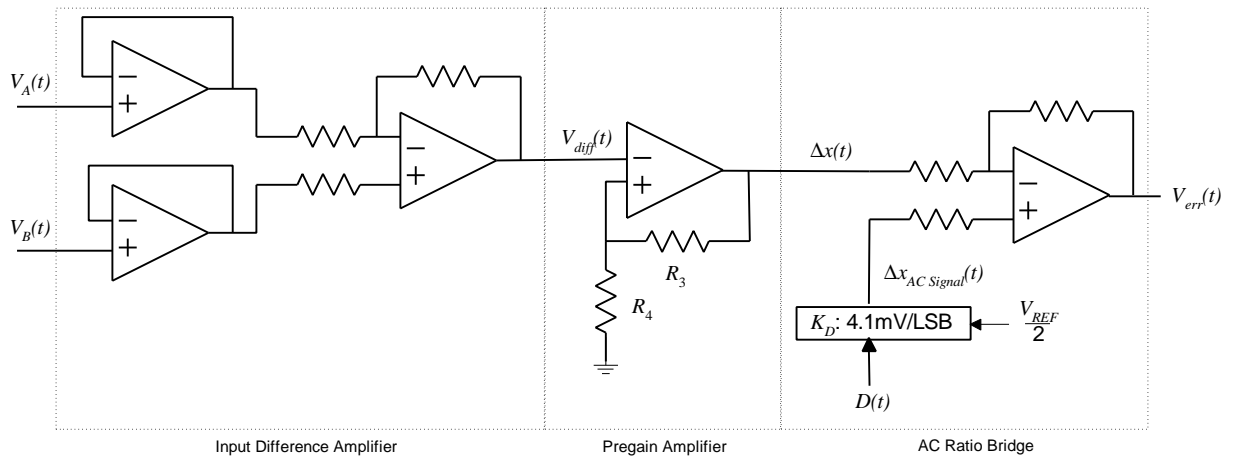 V_A(t)
V_B(t)
−
+
−
+
−
+
V_diff(t)
−
+
R_3
R_4
Δx(t)
−
+
V_err(t)
Δx_AC Signal(t)
K_D: 4.1mV/LSB
V_REF
2
D(t)
Input Difference Amplifier
Pregain Amplifier
AC Ratio Bridge